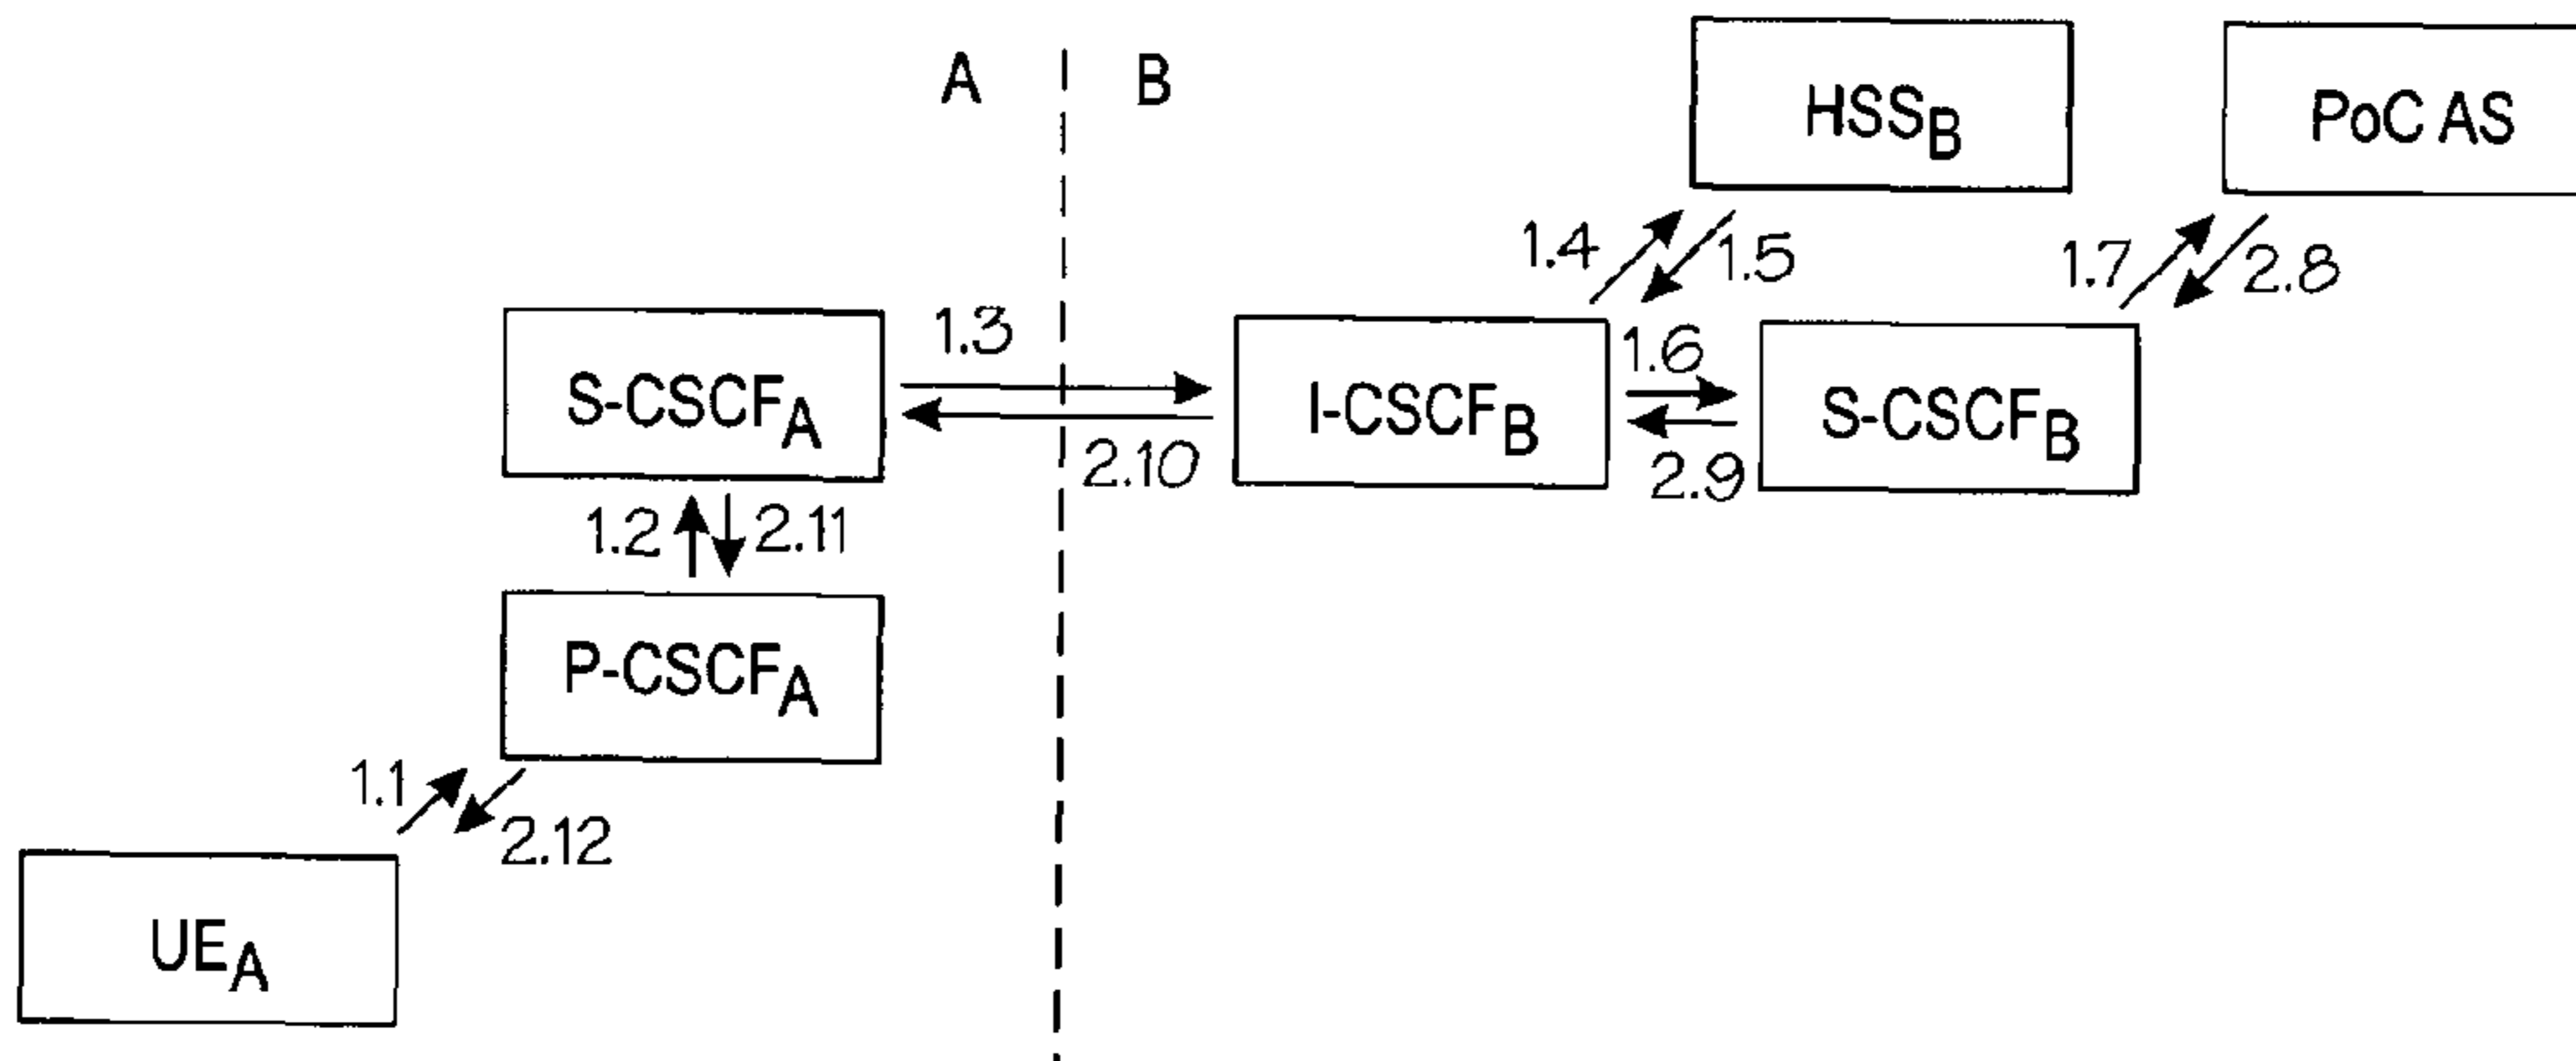 A B
HSSB
PoC AS
1.4
1.5
1.7
2.8
1.3
1.6
S-CSCFA
I-CSCFB
S-CSCFB
2.10
2.9
1.2
2.11
P-CSCFA
1.1
2.12
UEA